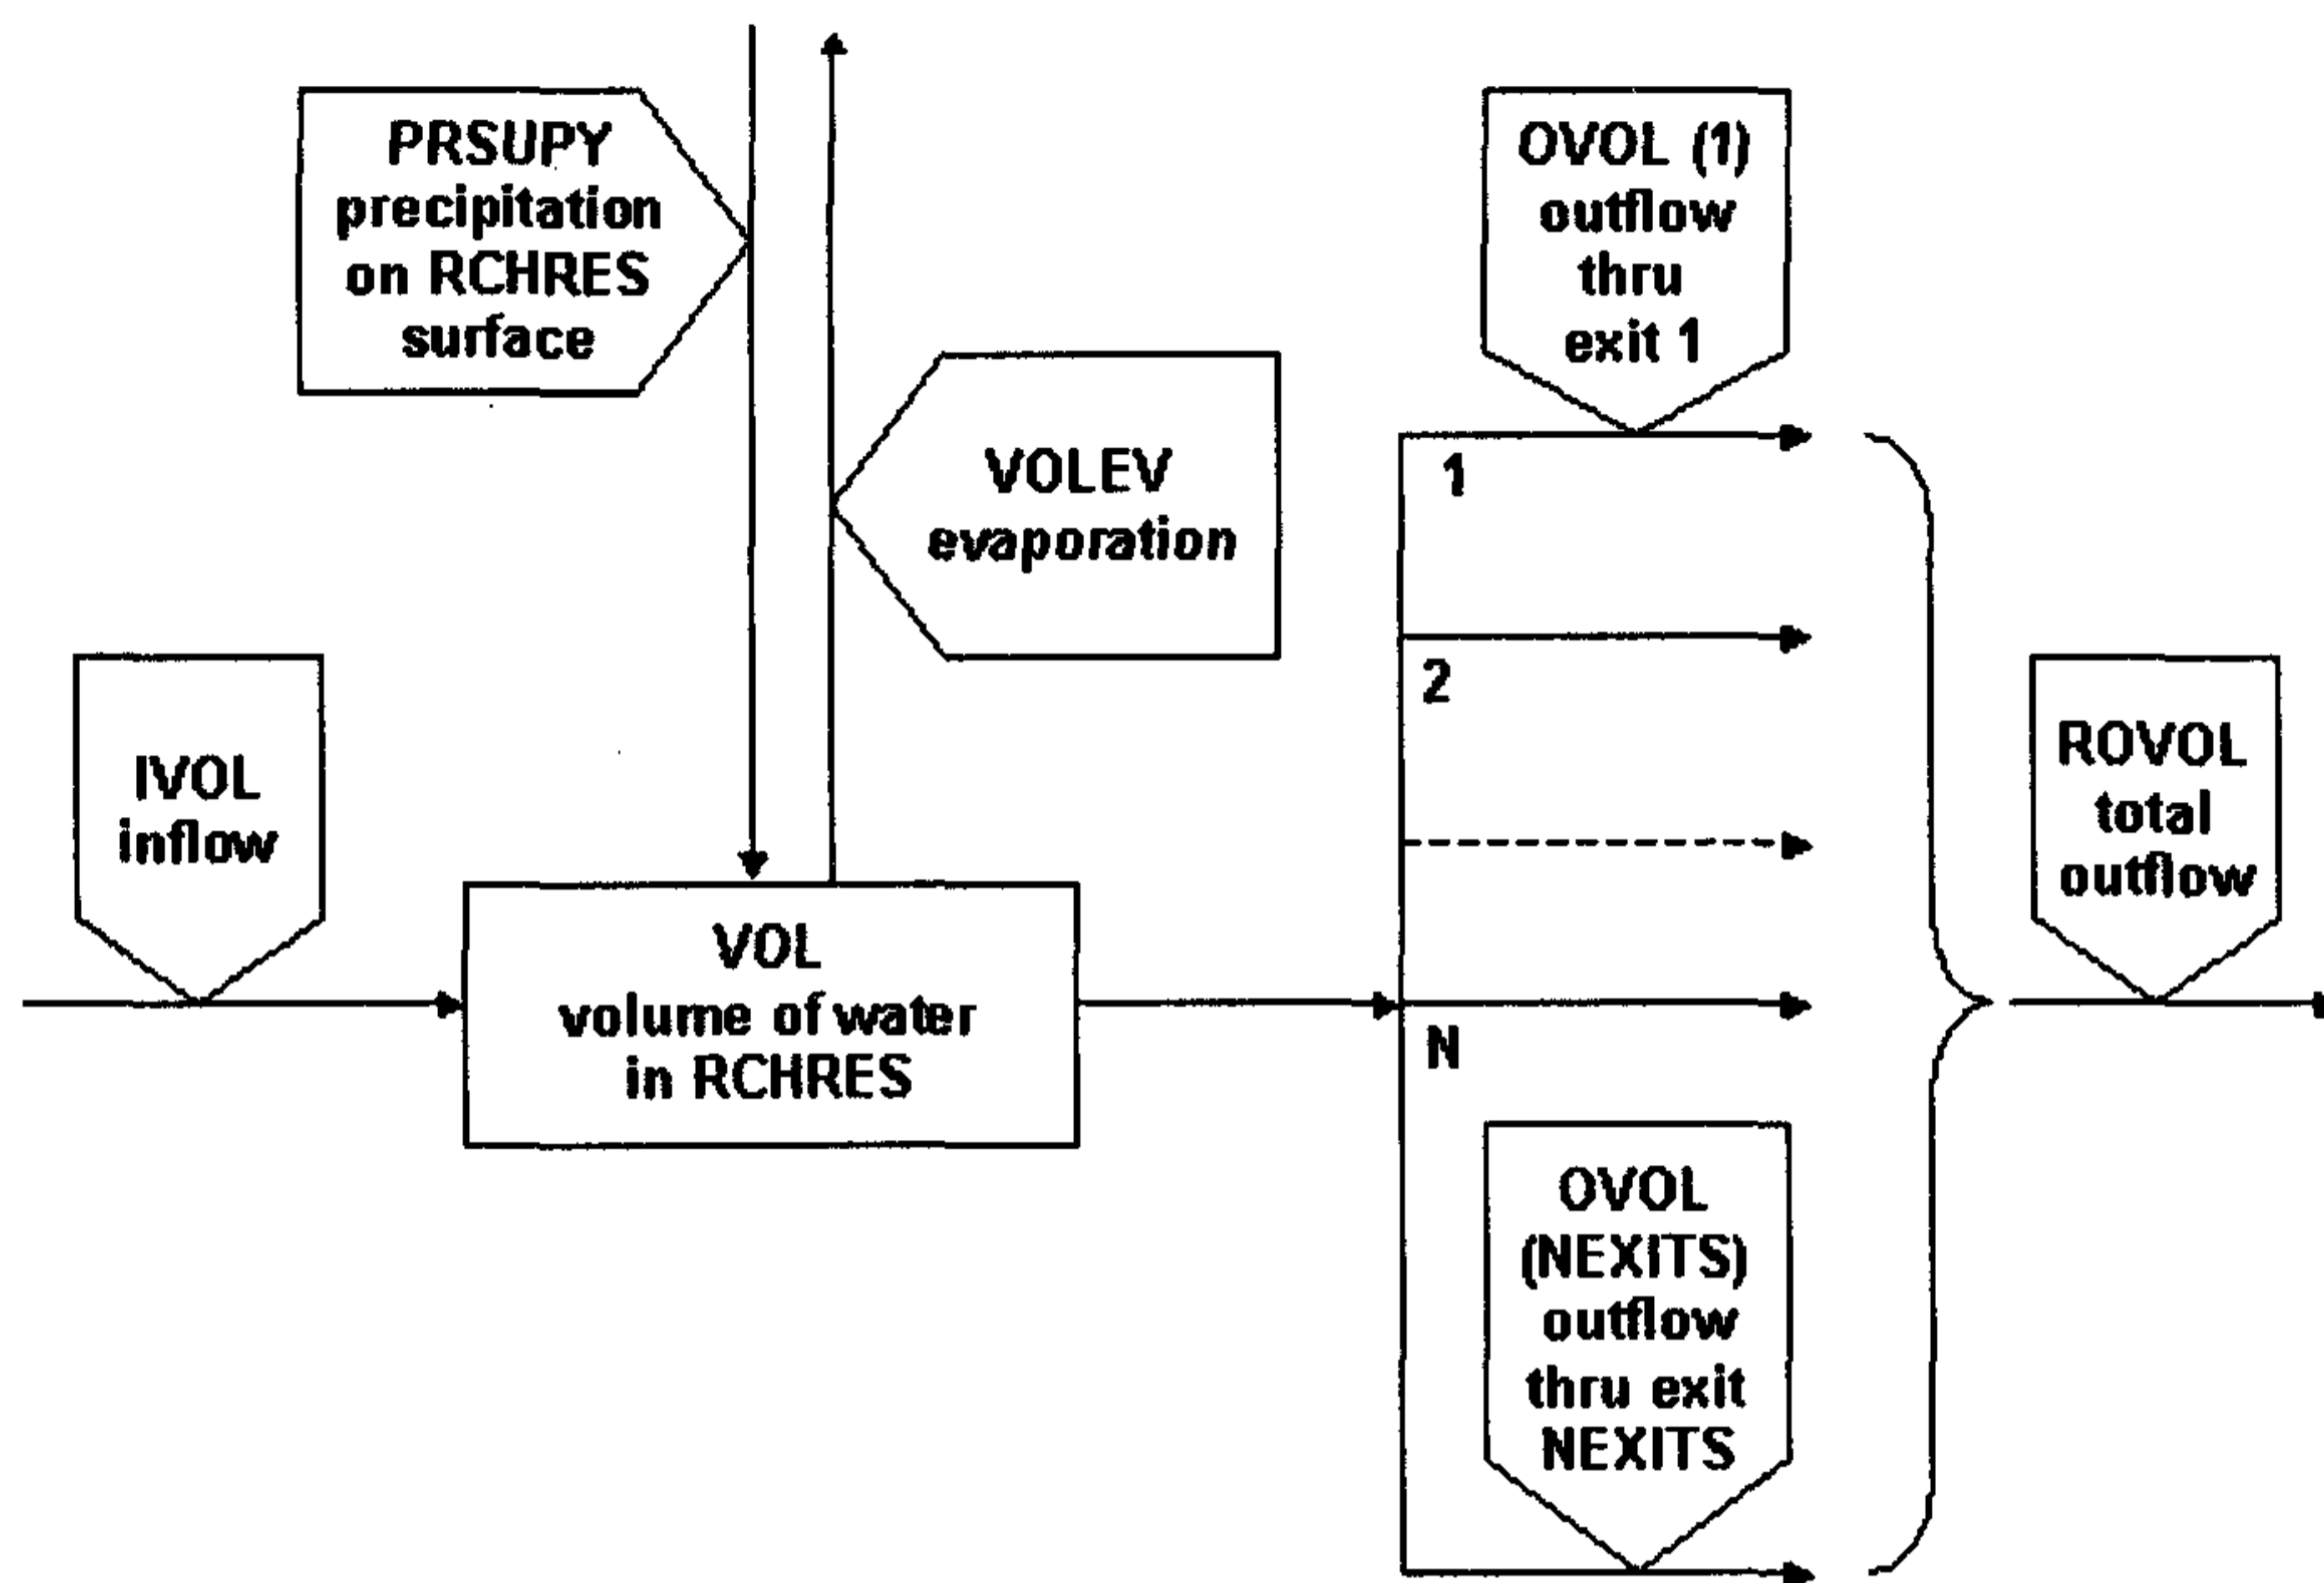 PRSUPY
precipitation
on RCHRES
surface
OVOL (1)
outflow
thru
exit 1
VOLEV
evaporation
1
2
IVOL
inflow
ROVOL
total
outflow
VOL
volume of water
in RCHRES
N
OVOL
(NEXITS)
outflow
thru exit
NEXITS